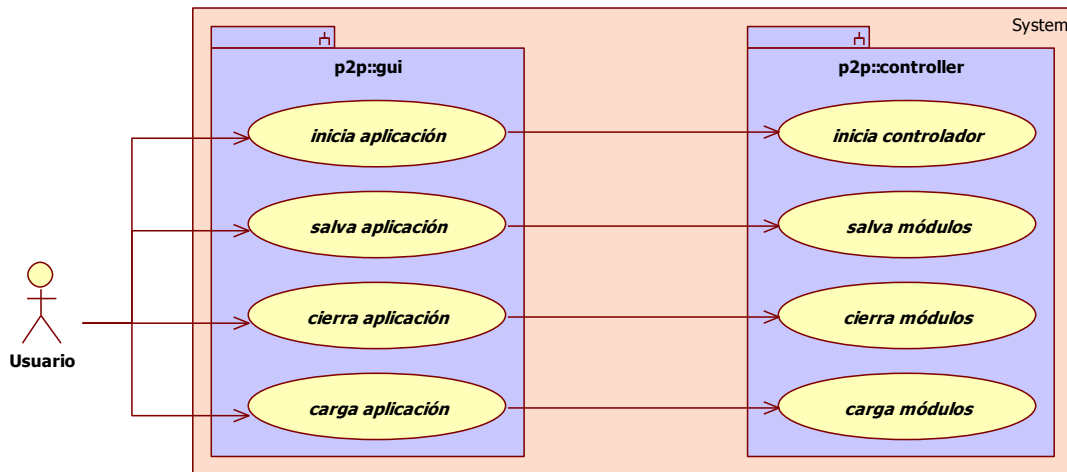 System
p2p::gui
p2p::controller
inicia aplicación
inicia controlador
salva aplicación
salva módulos
cierra aplicación
cierra módulos
Usuario
carga aplicación
carga módulos